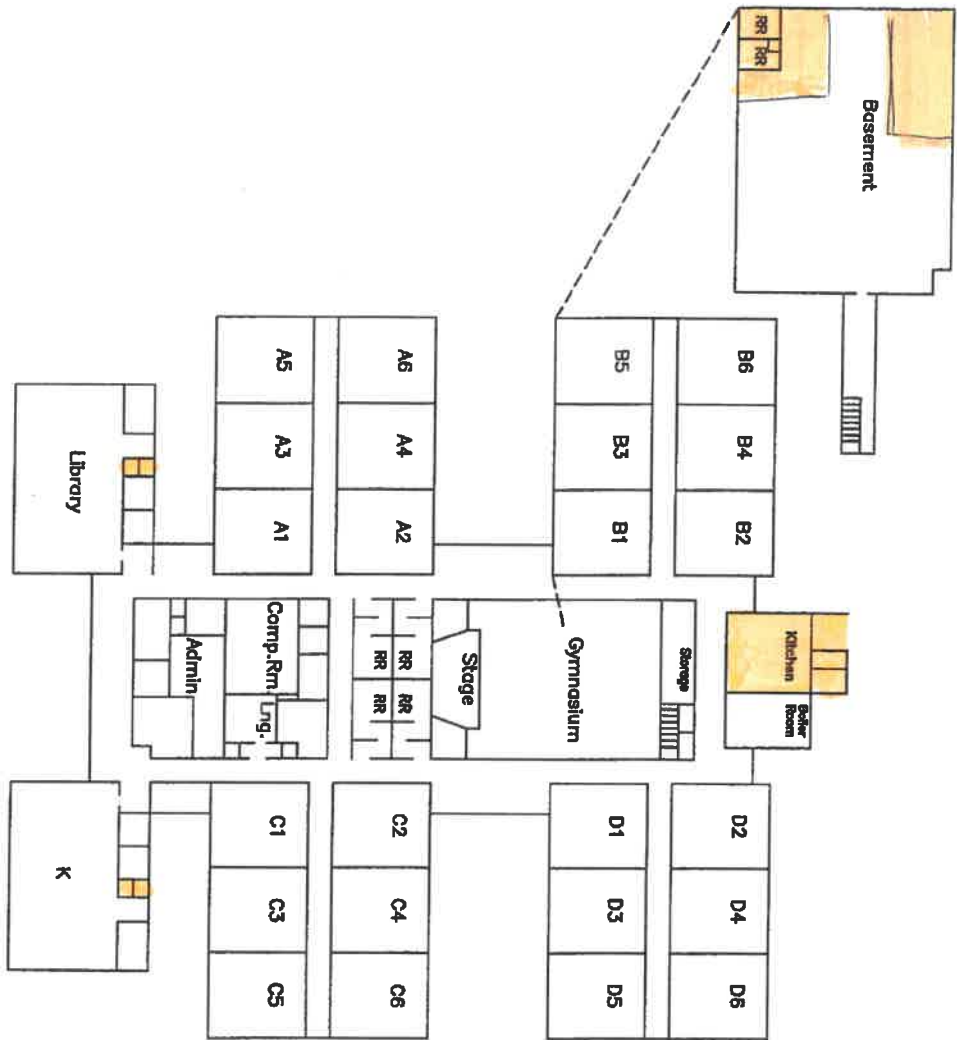 Basement
RR
RR
Kitchen
Boiler
Room
B6
B4
B2
D2
D4
D6
Storage
B5
B3
B1
D1
D3
D5
Gymnasium
Stage
A6
A4
A2
RR
RR
RR
RR
C2
C4
C6
A5
A3
A1
Comp.Rm.
Lng.
C1
C3
C5
Admin
Library
K